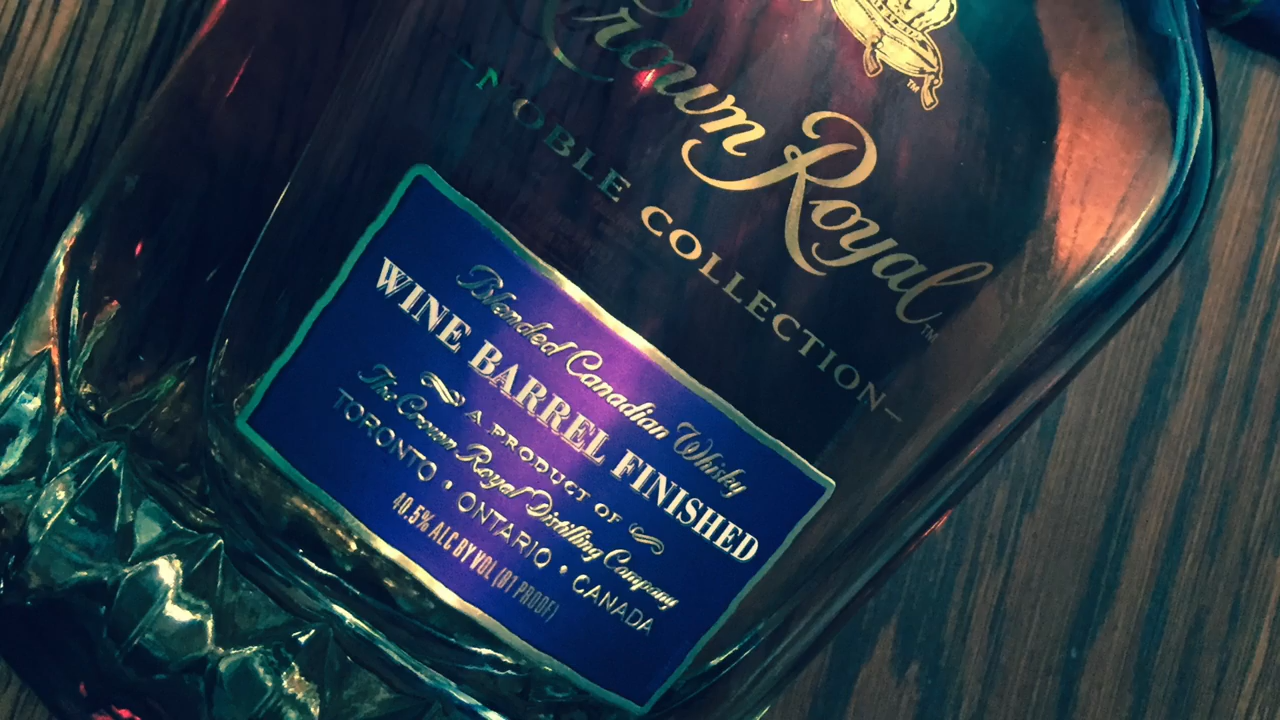 Crown Royal™
-NOBLE COLLECTION-
Blended Canadian Whisky
WINE BARREL FINISHED
A PRODUCT OF
The Crown Royal Distilling Company
TORONTO • ONTARIO • CANADA
40.5% ALC BY VOL (81 PROOF)